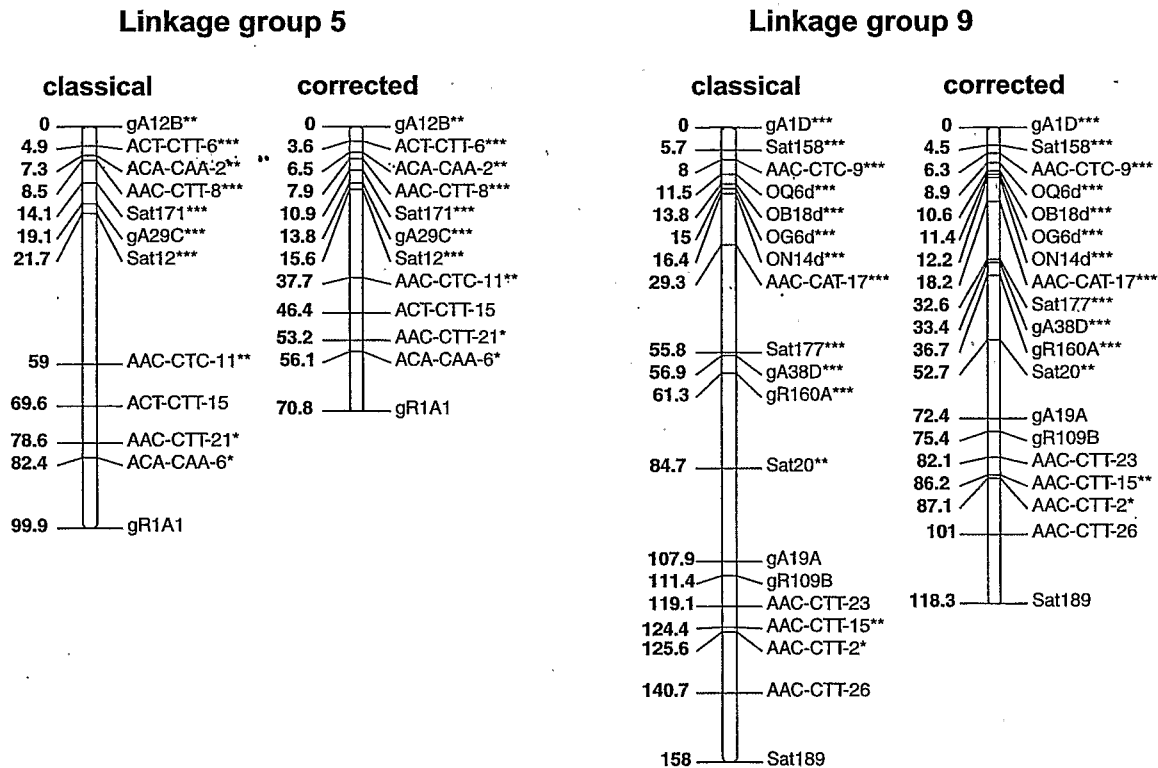 Linkage group 5
classical
0 gA12B**
4.9 ACT-CTT-6***
7.3 ACA-CAA-2**
8.5 AAC-CTT-8***
14.1 Sat171***
19.1 gA29C***
21.7 Sat12***
59 AAC-CTC-11**
69.6 ACT-CTT-15
78.6 AAC-CTT-21*
82.4 ACA-CAA-6*
99.9 gR1A1
corrected
0 gA12B**
3.6 ACT-CTT-6***
6.5 ACA-CAA-2**
7.9 AAC-CTT-8***
10.9 Sat171***
13.8 gA29C***
15.6 Sat12***
37.7 AAC-CTC-11**
46.4 ACT-CTT-15
53.2 AAC-CTT-21*
56.1 ACA-CAA-6*
70.8 gR1A1
Linkage group 9
classical
0 gA1D***
5.7 Sat158***
8 AAC-CTC-9***
11.5 OQ6d***
13.8 OB18d***
15 OG6d***
16.4 ON14d***
29.3 AAC-CAT-17***
55.8 Sat177***
56.9 gA38D***
61.3 gR160A***
84.7 Sat20**
107.9 gA19A
111.4 gR109B
119.1 AAC-CTT-23
124.4 AAC-CTT-15**
125.6 AAC-CTT-2*
140.7 AAC-CTT-26
158 Sat189
corrected
0 gA1D***
4.5 Sat158***
6.3 AAC-CTC-9***
8.9 OQ6d***
10.6 OB18d***
11.4 OG6d***
12.2 ON14d***
18.2 AAC-CAT-17***
32.6 Sat177***
33.4 gA38D***
36.7 gR160A***
52.7 Sat20**
72.4 gA19A
75.4 gR109B
82.1 AAC-CTT-23
86.2 AAC-CTT-15**
87.1 AAC-CTT-2*
101 AAC-CTT-26
118.3 Sat189